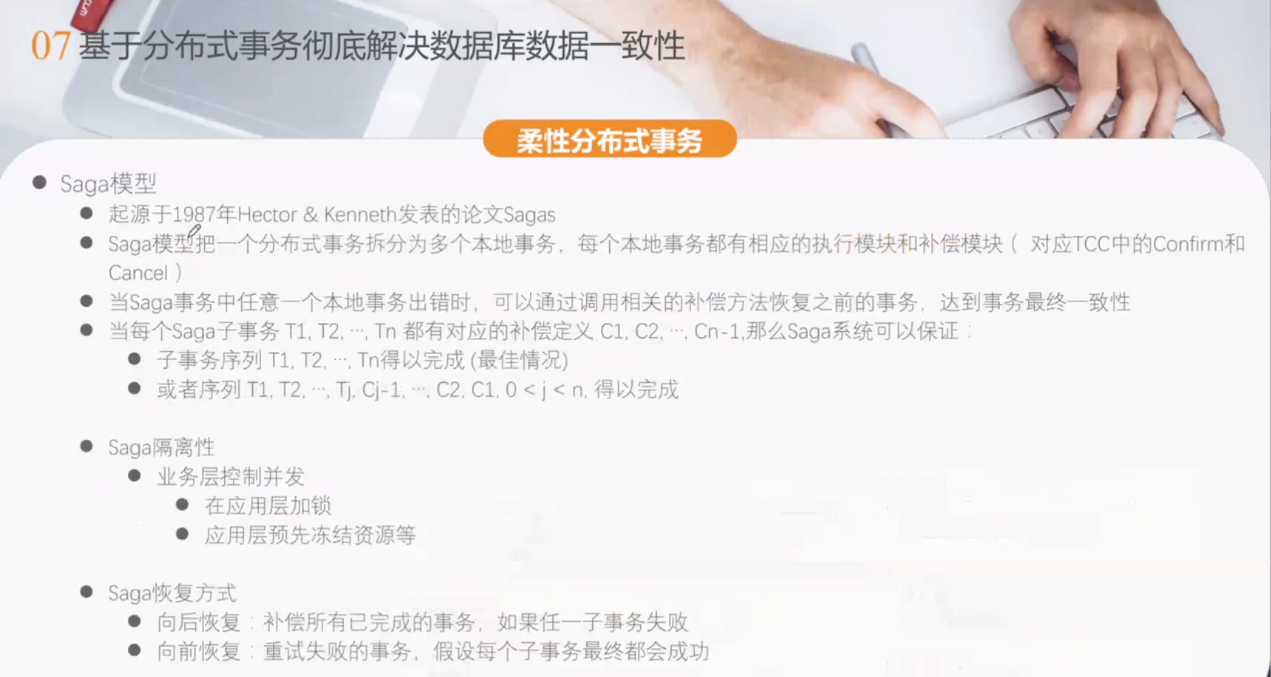 07 基于分布式事务彻底解决数据库数据一致性
柔性分布式事务
Saga模型
起源于1987年Hector & Kenneth发表的论文Sagas
Saga模型把一个分布式事务拆分为多个本地事务，每个本地事务都有相应的执行模块和补偿模块（ 对应TCC中的Confirm和
Cancel）
当Saga事务中任意一个本地事务出错时，可以通过调用相关的补偿方法恢复之前的事务，达到事务最终一致性
当每个Saga子事务 T1, T2, …, Tn 都有对应的补偿定义 C1, C2, …, Cn-1,那么Saga系统可以保证：
子事务序列 T1, T2, …, Tn得以完成 (最佳情况)
或者序列 T1, T2, …, Tj, Cj-1, …, C2, C1, 0 < j < n, 得以完成
Saga隔离性
业务层控制并发
在应用层加锁
应用层预先冻结资源等
Saga恢复方式
向后恢复：补偿所有已完成的事务，如果任一子事务失败
向前恢复：重试失败的事务，假设每个子事务最终都会成功